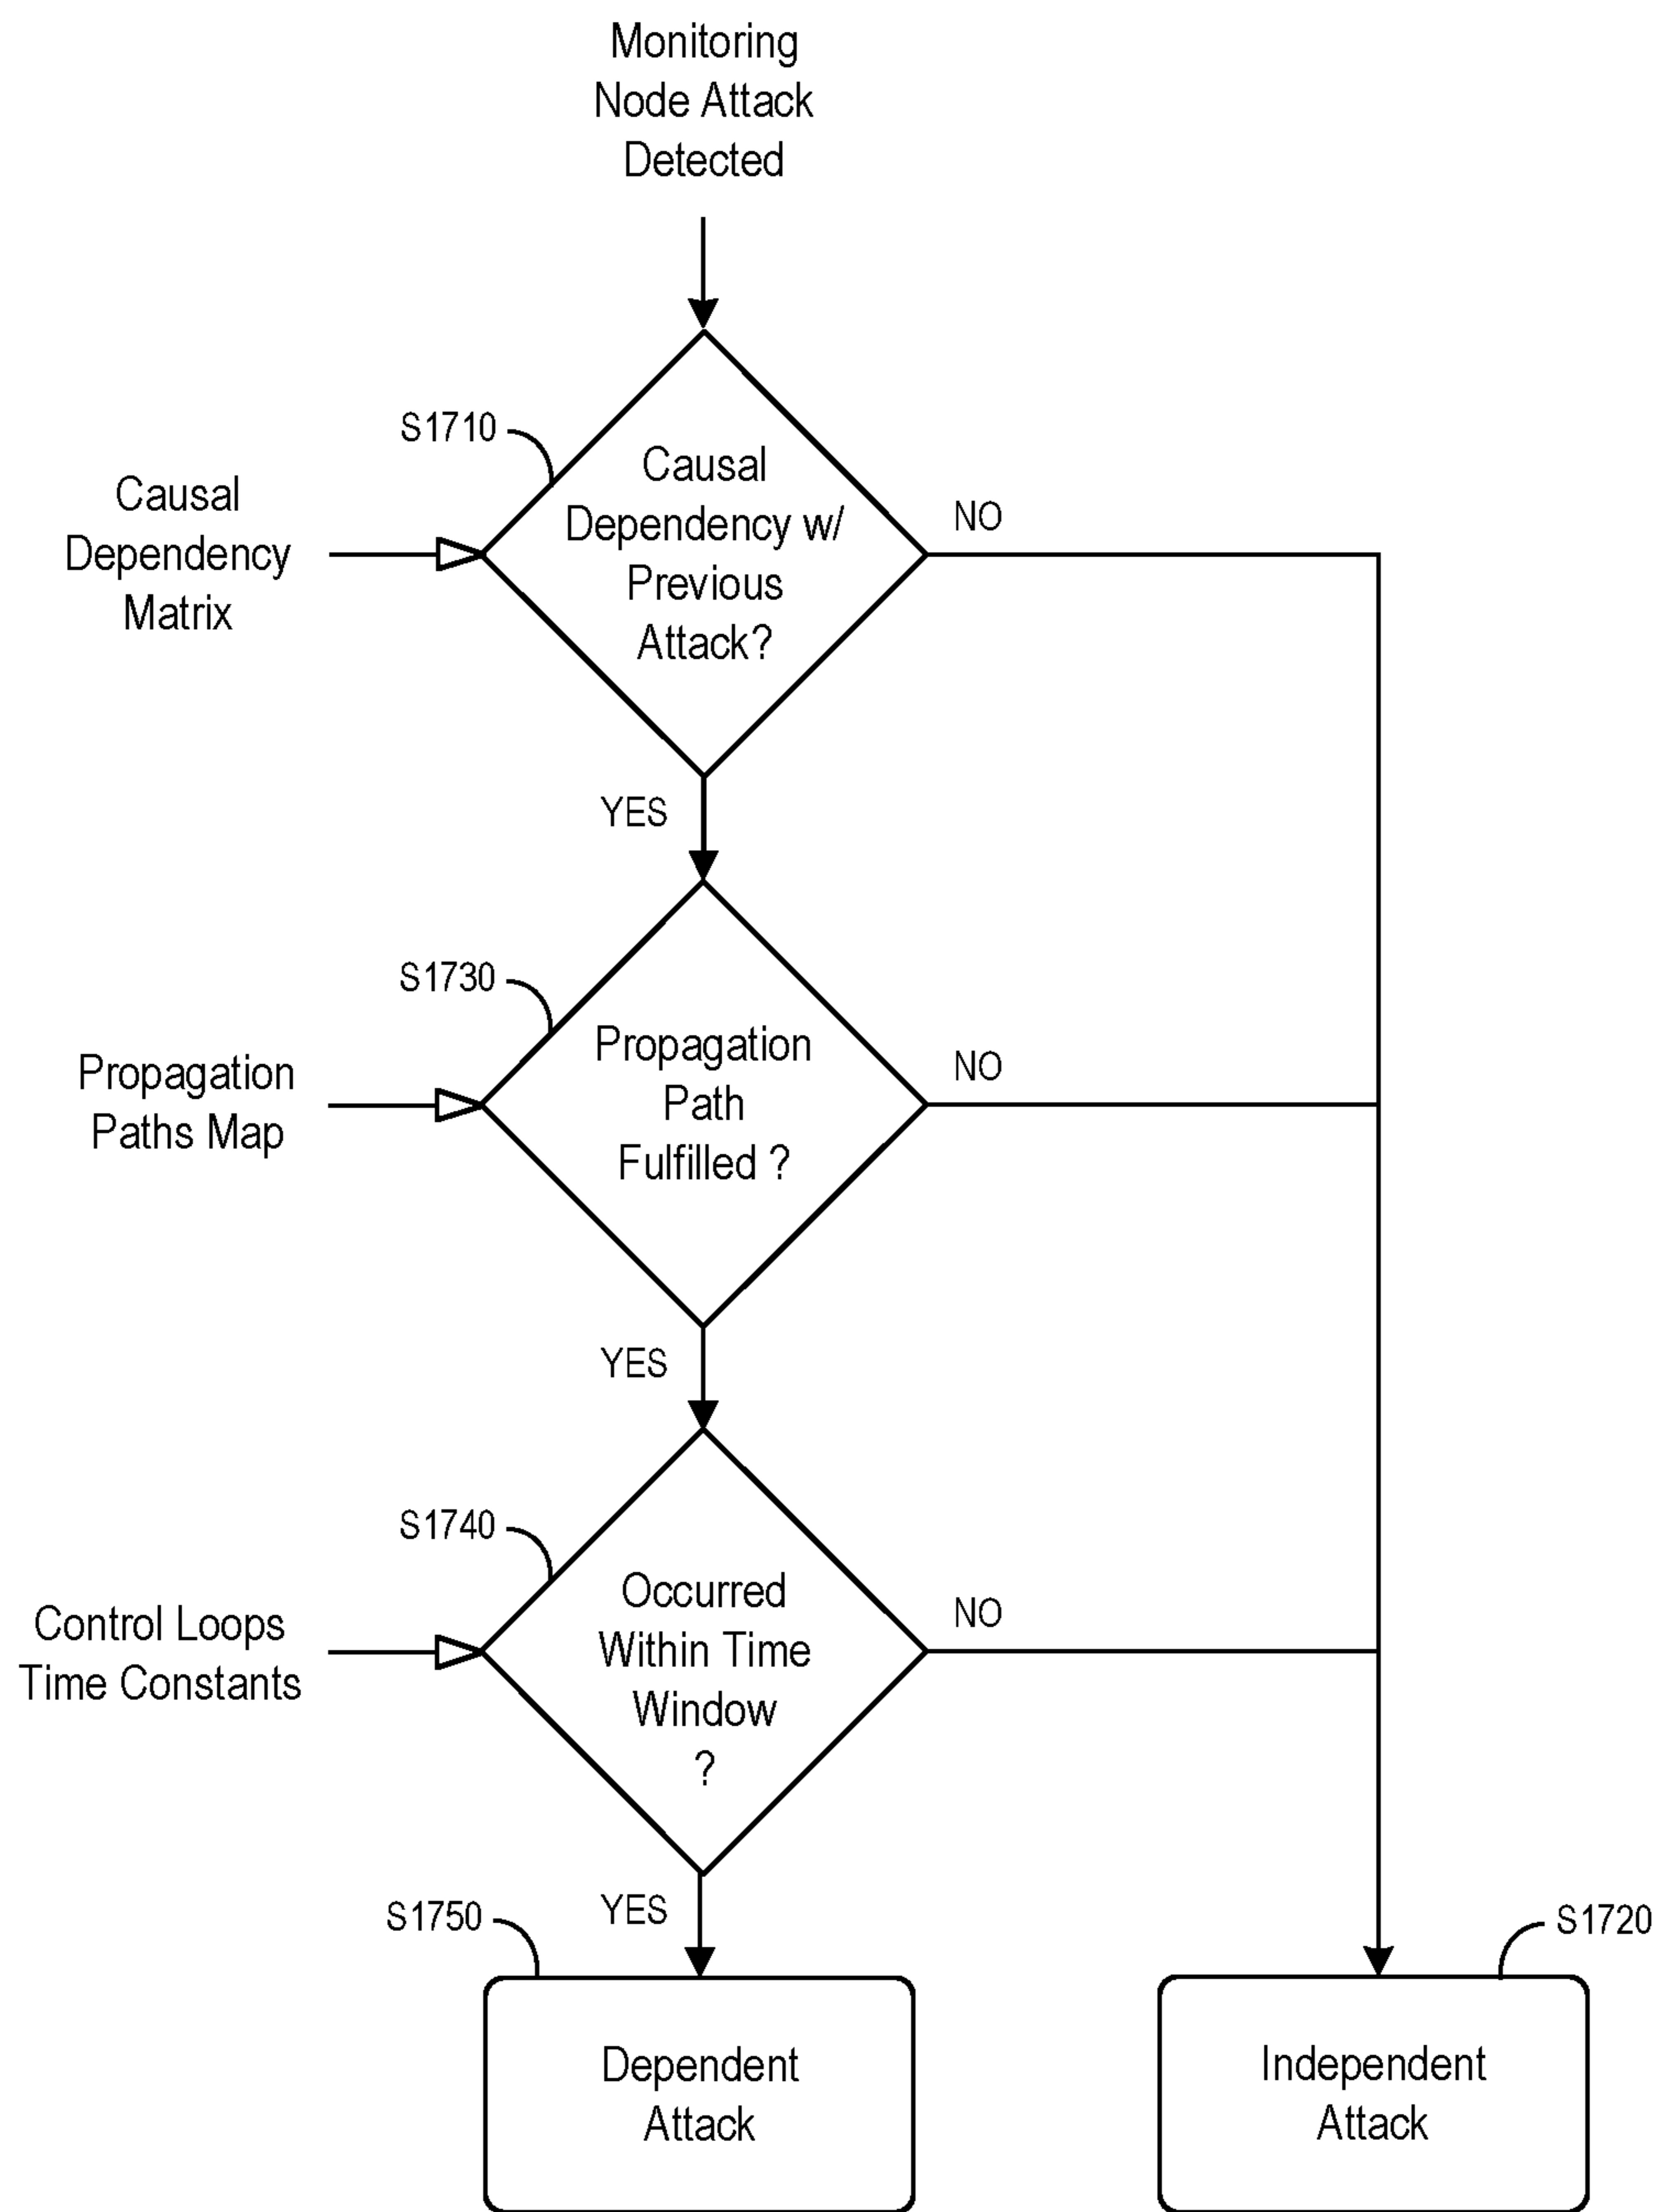 Monitoring
Node Attack
Detected
S1710
Causal
Dependency
Matrix
Causal
Dependency w/
Previous
Attack?
NO
YES
S1730
Propagation
Paths Map
Propagation
Path
Fulfilled ?
NO
YES
S1740
Control Loops
Time Constants
Occurred
Within Time
Window
?
NO
YES
S1750
Dependent
Attack
S1720
Independent
Attack